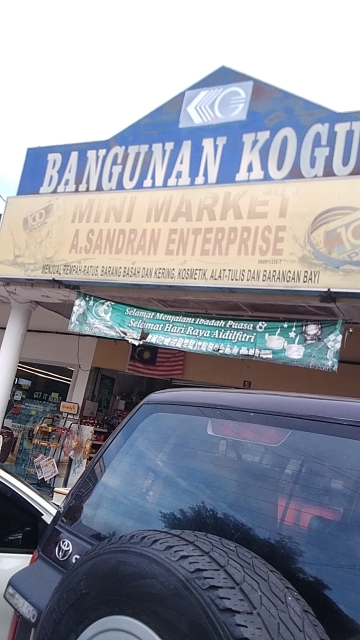 BANGUNAN KOGU
MINI MARKET
A.SANDRAN ENTERPRISE
MENJUAL REMPAH-RATUS, BARANG BASAH DAN KERING, KOSMETIK, ALAT-TULIS DAN BARANGAN BAYI
Selamat Menjalani Ibadah Puasa &
Selamat Hari Raya Aidilfitri